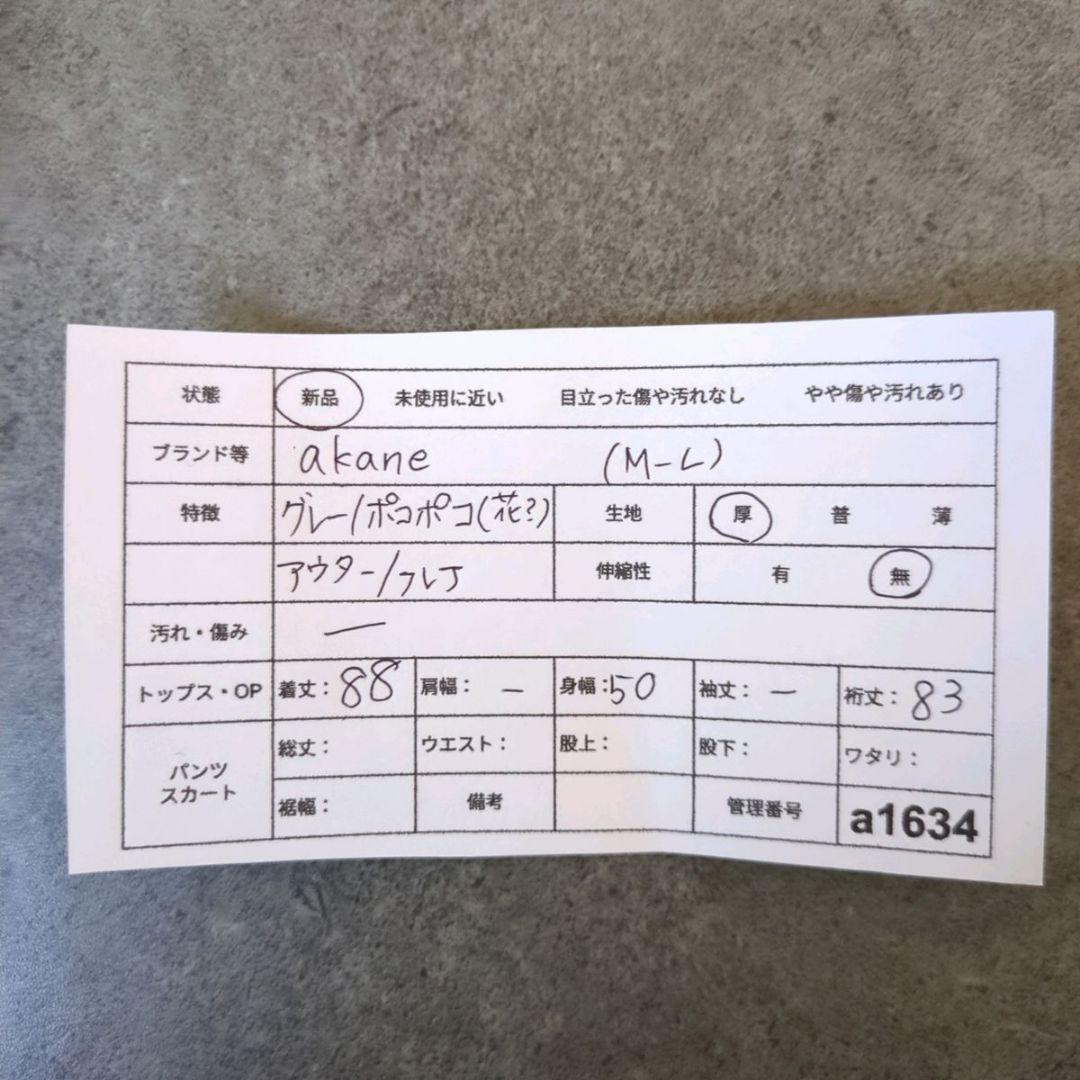 状態 新品 未使用に近い 目立った傷や汚れなし やや傷や汚れあり
ブランド等 akane (M-L)
特徴 グレー/ポコポコ(花?) 生地 厚 普 薄
アウター/フレT 伸縮性 有 無
汚れ・傷み ー
トップス・OP 着丈:88 肩幅:ー 身幅:50 袖丈:ー 裄丈:83
パンツ スカート 総丈: ウエスト: 股上: 股下: ワタリ:
裾幅: 備考 管理番号 a1634